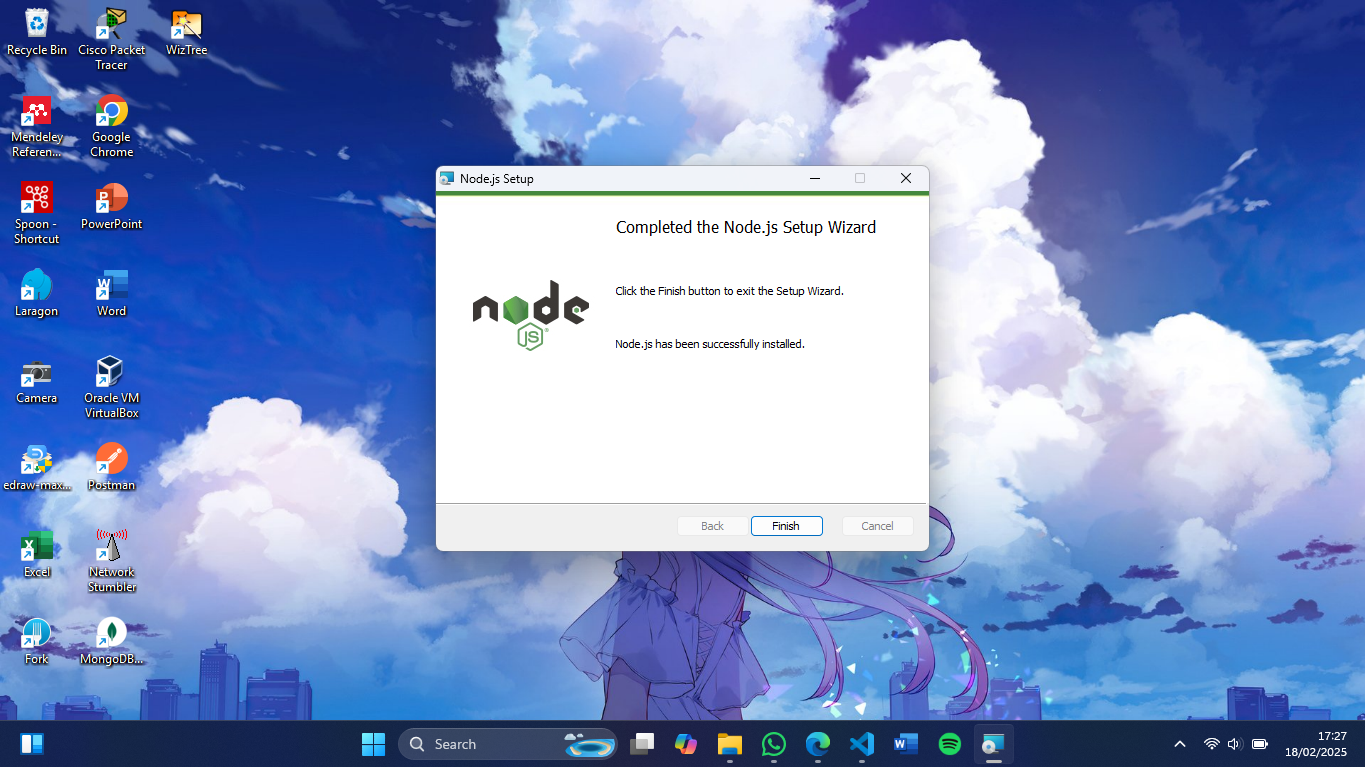 Recycle Bin
Cisco Packet
Tracer
WizTree
Mendeley
Referen...
Google
Chrome
Spoon -
Shortcut
PowerPoint
Laragon
Word
Camera
Oracle VM
VirtualBox
edraw-max...
Postman
Excel
Network
Stumbler
Fork
MongoDB...
Node.js Setup
Completed the Node.js Setup Wizard
node
JS
Click the Finish button to exit the Setup Wizard.
Node.js has been successfully installed.
Back
Finish
Cancel
Search
17:27
18/02/2025